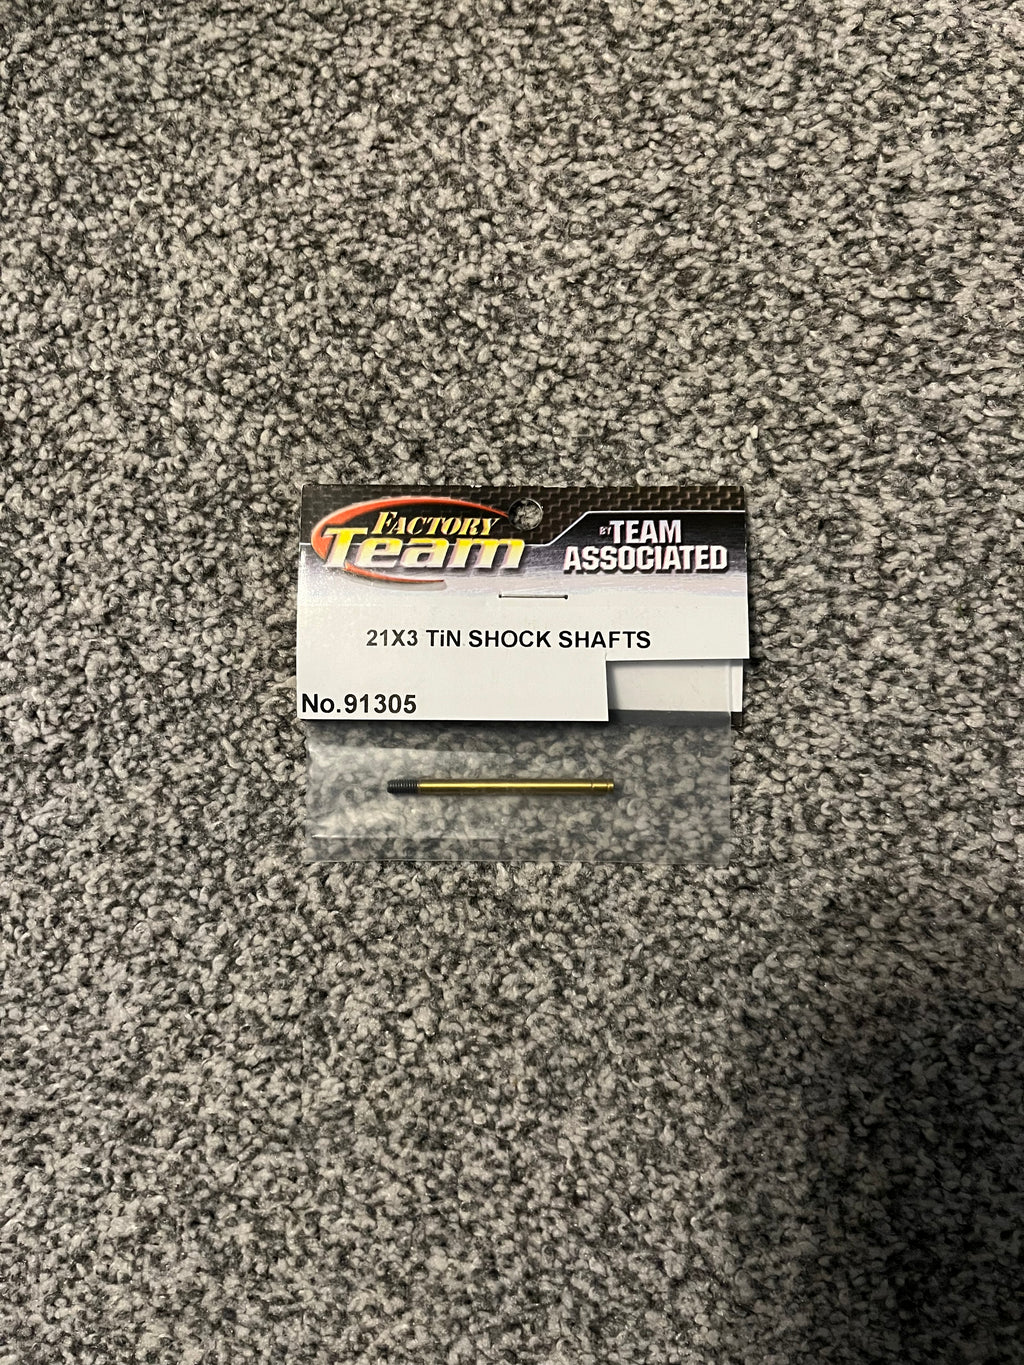 FACTORY
Team
BY TEAM
ASSOCIATED
21X3 TiN SHOCK SHAFTS
No.91305